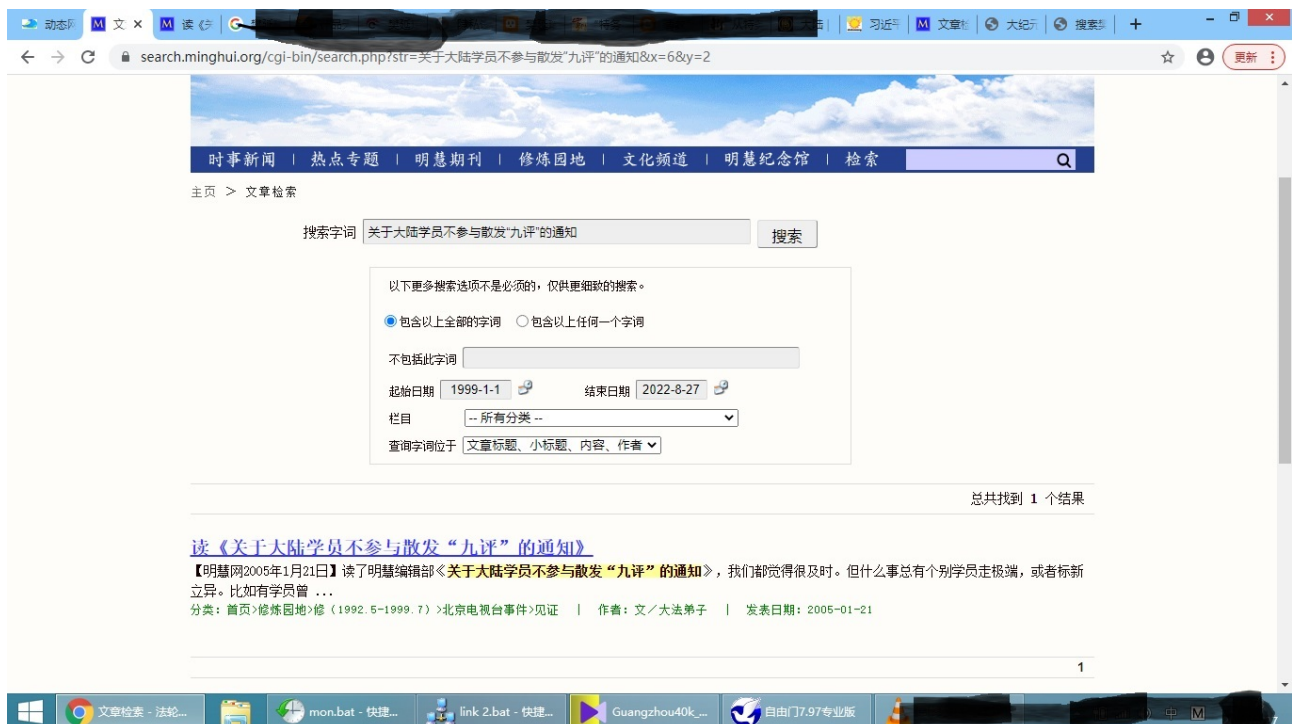 动态网
文
读《关
习近平
文章检
大纪元
搜索勢
search.minghui.org/cgi-bin/search.php?str=关于大陆学员不参与散发"九评"的通知&x=6&y=2
更新
时事新闻 | 热点专题 | 明慧期刊 | 修炼园地 | 文化频道 | 明慧纪念馆 | 检索
主页 > 文章检索
搜索字词 关于大陆学员不参与散发"九评"的通知 搜索
以下更多搜索选项不是必须的，仅供更细致的搜索。
包含以上全部的字词 包含以上任何一个字词
不包括此字词
起始日期 1999-1-1 结束日期 2022-8-27
栏目 -- 所有分类 --
查询字词位于 文章标题、小标题、内容、作者
总共找到 1 个结果
读《关于大陆学员不参与散发“九评”的通知》
【明慧网2005年1月21日】读了明慧编辑部《关于大陆学员不参与散发“九评”的通知》，我们都觉得很及时。但什么事总有个别学员走极端，或者标新
立异。比如有学员曾 ...
分类: 首页>修炼园地>修（1992.5-1999.7）>北京电视台事件>见证 | 作者: 文／大法弟子 | 发表日期: 2005-01-21
1
文章检索 - 法轮... mon.bat - 快捷... link 2.bat - 快捷... Guangzhou40k_... 自由门7.97专业版 中 M